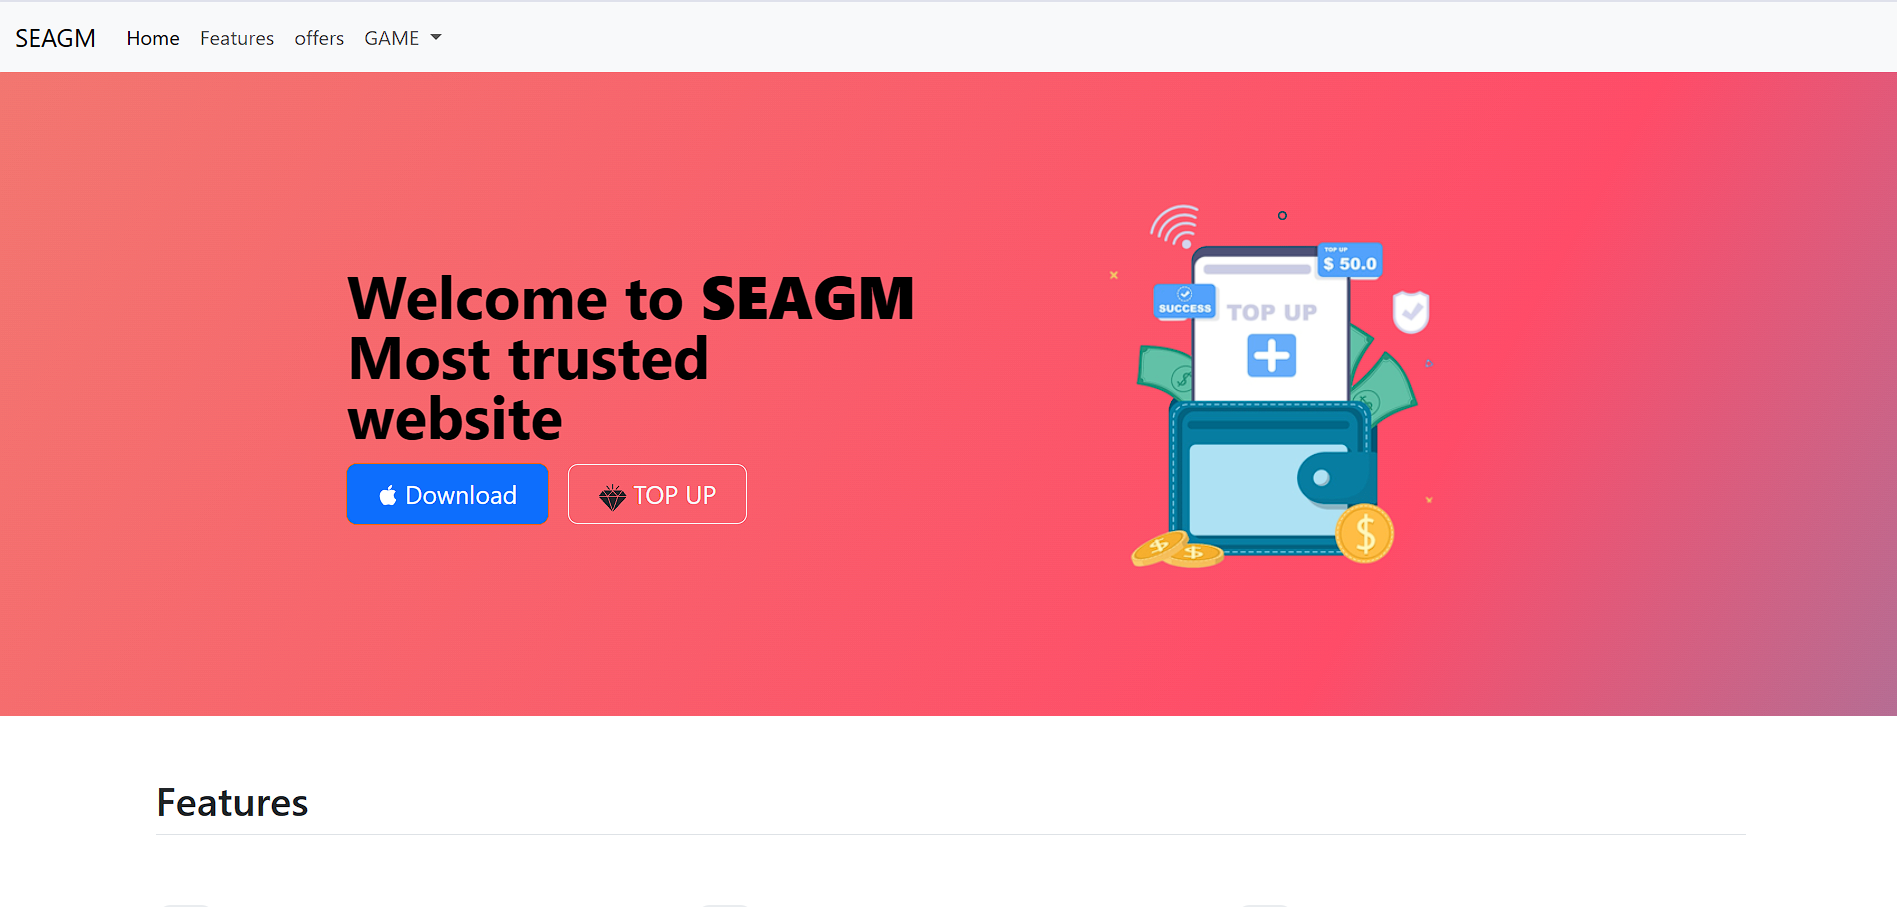 SEAGM Home Features offers GAME
Welcome to SEAGM
Most trusted
website
Download TOP UP
TOP UP
$ 50.0
SUCCESS
TOP UP
Features